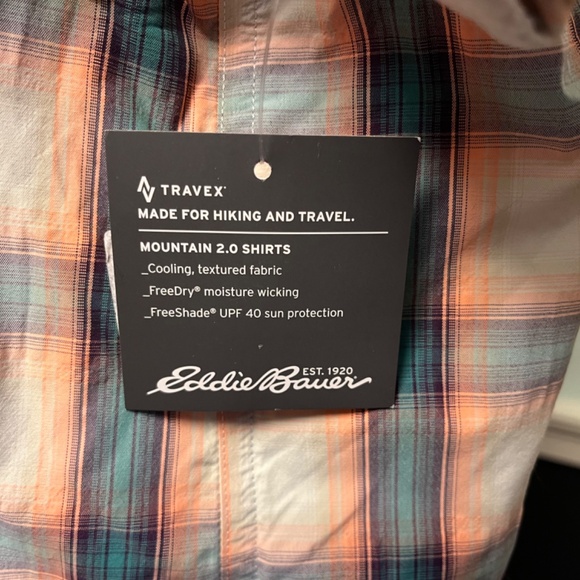 TRAVEX®
MADE FOR HIKING AND TRAVEL.
MOUNTAIN 2.0 SHIRTS
_Cooling, textured fabric
_FreeDry® moisture wicking
_FreeShade® UPF 40 sun protection
EST. 1920
Eddie Bauer